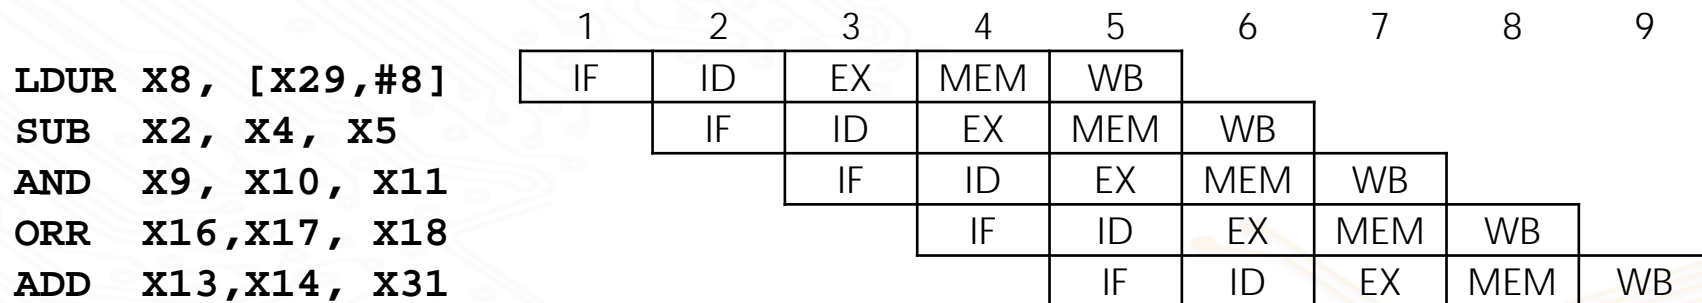 1 2 3 4 5 6 7 8 9
LDUR X8, [X29,#8] IF ID EX MEM WB
SUB X2, X4, X5 IF ID EX MEM WB
AND X9, X10, X11 IF ID EX MEM WB
ORR X16,X17, X18 IF ID EX MEM WB
ADD X13,X14, X31 IF ID EX MEM WB